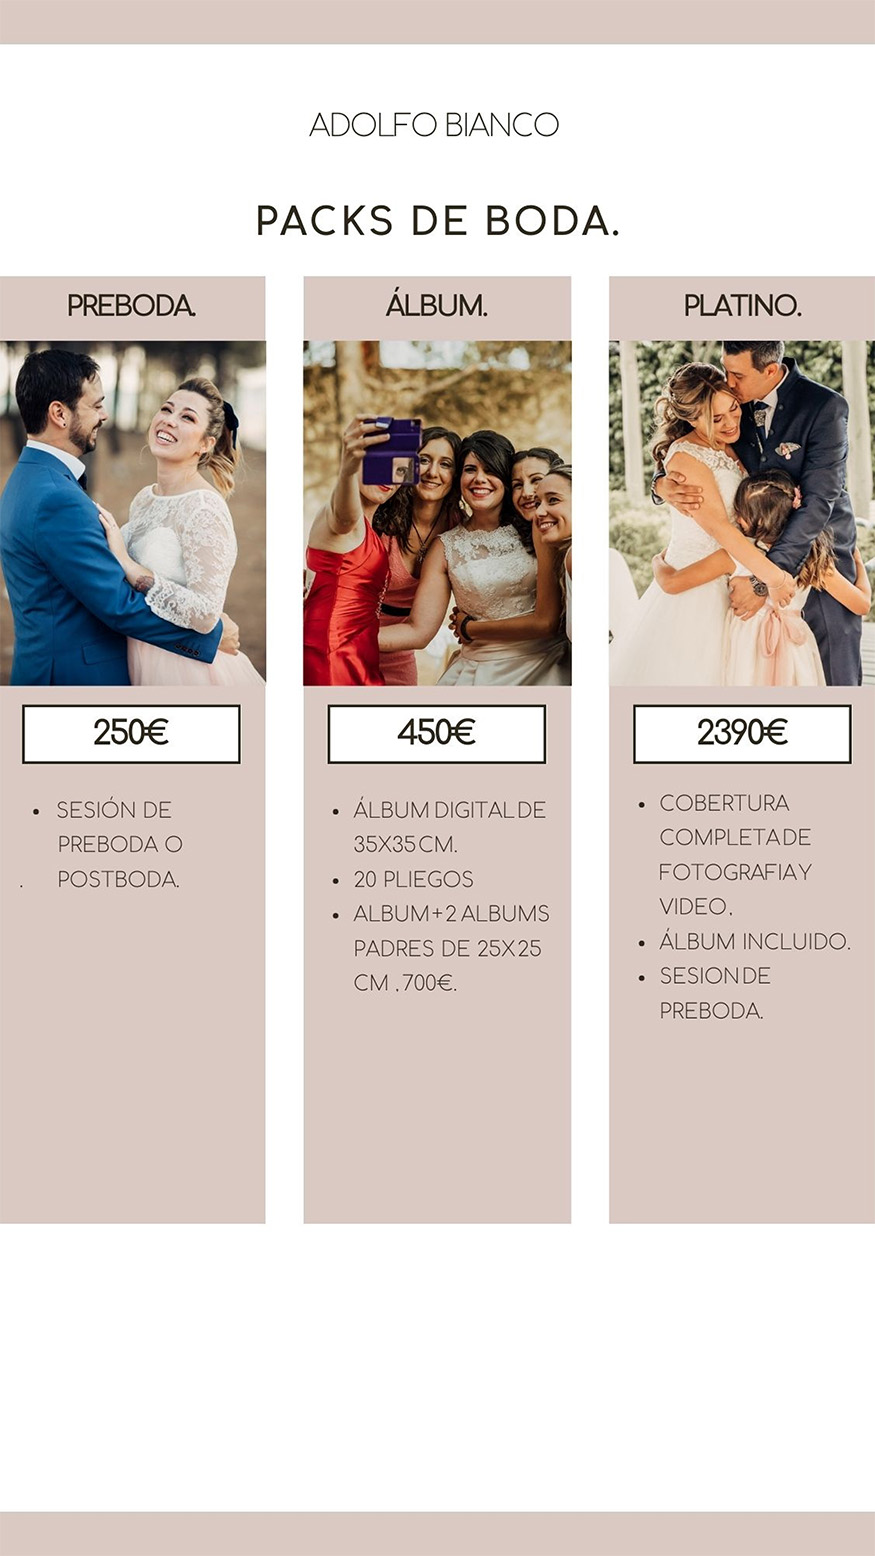 ADOLFO BIANCO
PACKS DE BODA.
PREBODA.
250€
• SESIÓN DE
PREBODA O
. POSTBODA.
ÁLBUM.
450€
• ÁLBUM DIGITAL DE
35X35 CM.
• 20 PLIEGOS
• ALBUM+2 ALBUMS
PADRES DE 25X25
CM , 700€.
PLATINO.
2390€
• COBERTURA
COMPLETA DE
FOTOGRAFIA Y
VIDEO,
• ÁLBUM INCLUIDO.
• SESION DE
PREBODA.